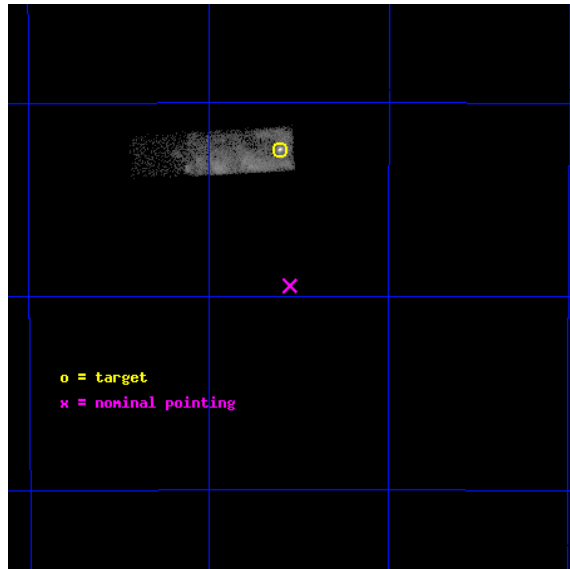 o = target
x = nominal pointing